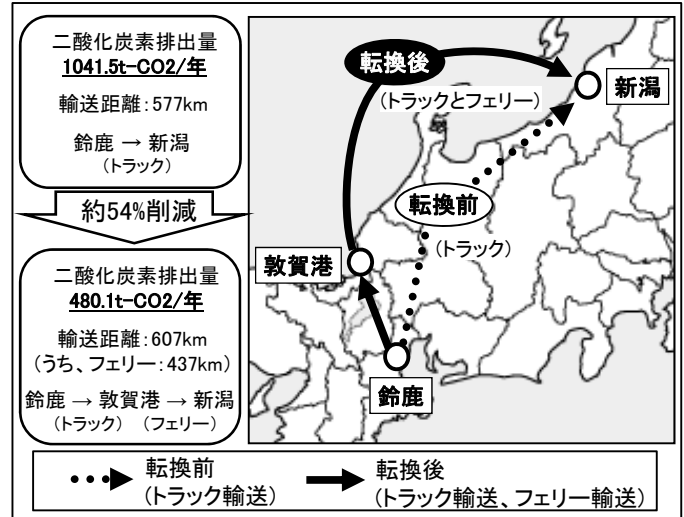 二酸化炭素排出量
1041.5t-CO2/年
輸送距離:577km
鈴鹿 → 新潟
(トラック)
約54%削減
二酸化炭素排出量
480.1t-CO2/年
輸送距離:607km
(うち、フェリー:437km)
鈴鹿 → 敦賀港 → 新潟
(トラック) (フェリー)
転換後
(トラックとフェリー)
新潟
転換前
(トラック)
敦賀港
鈴鹿
転換前
(トラック輸送)
転換後
(トラック輸送、フェリー輸送)